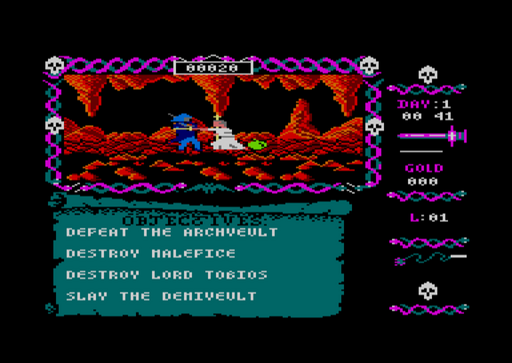 00020
DAY:1
00 41
GOLD
000
L:01
OBJECTIVES
DEFEAT THE ARCHVEULT
DESTROY MALEFICE
DESTROY LORD TOBIOS
SLAY THE DEMIVEULT